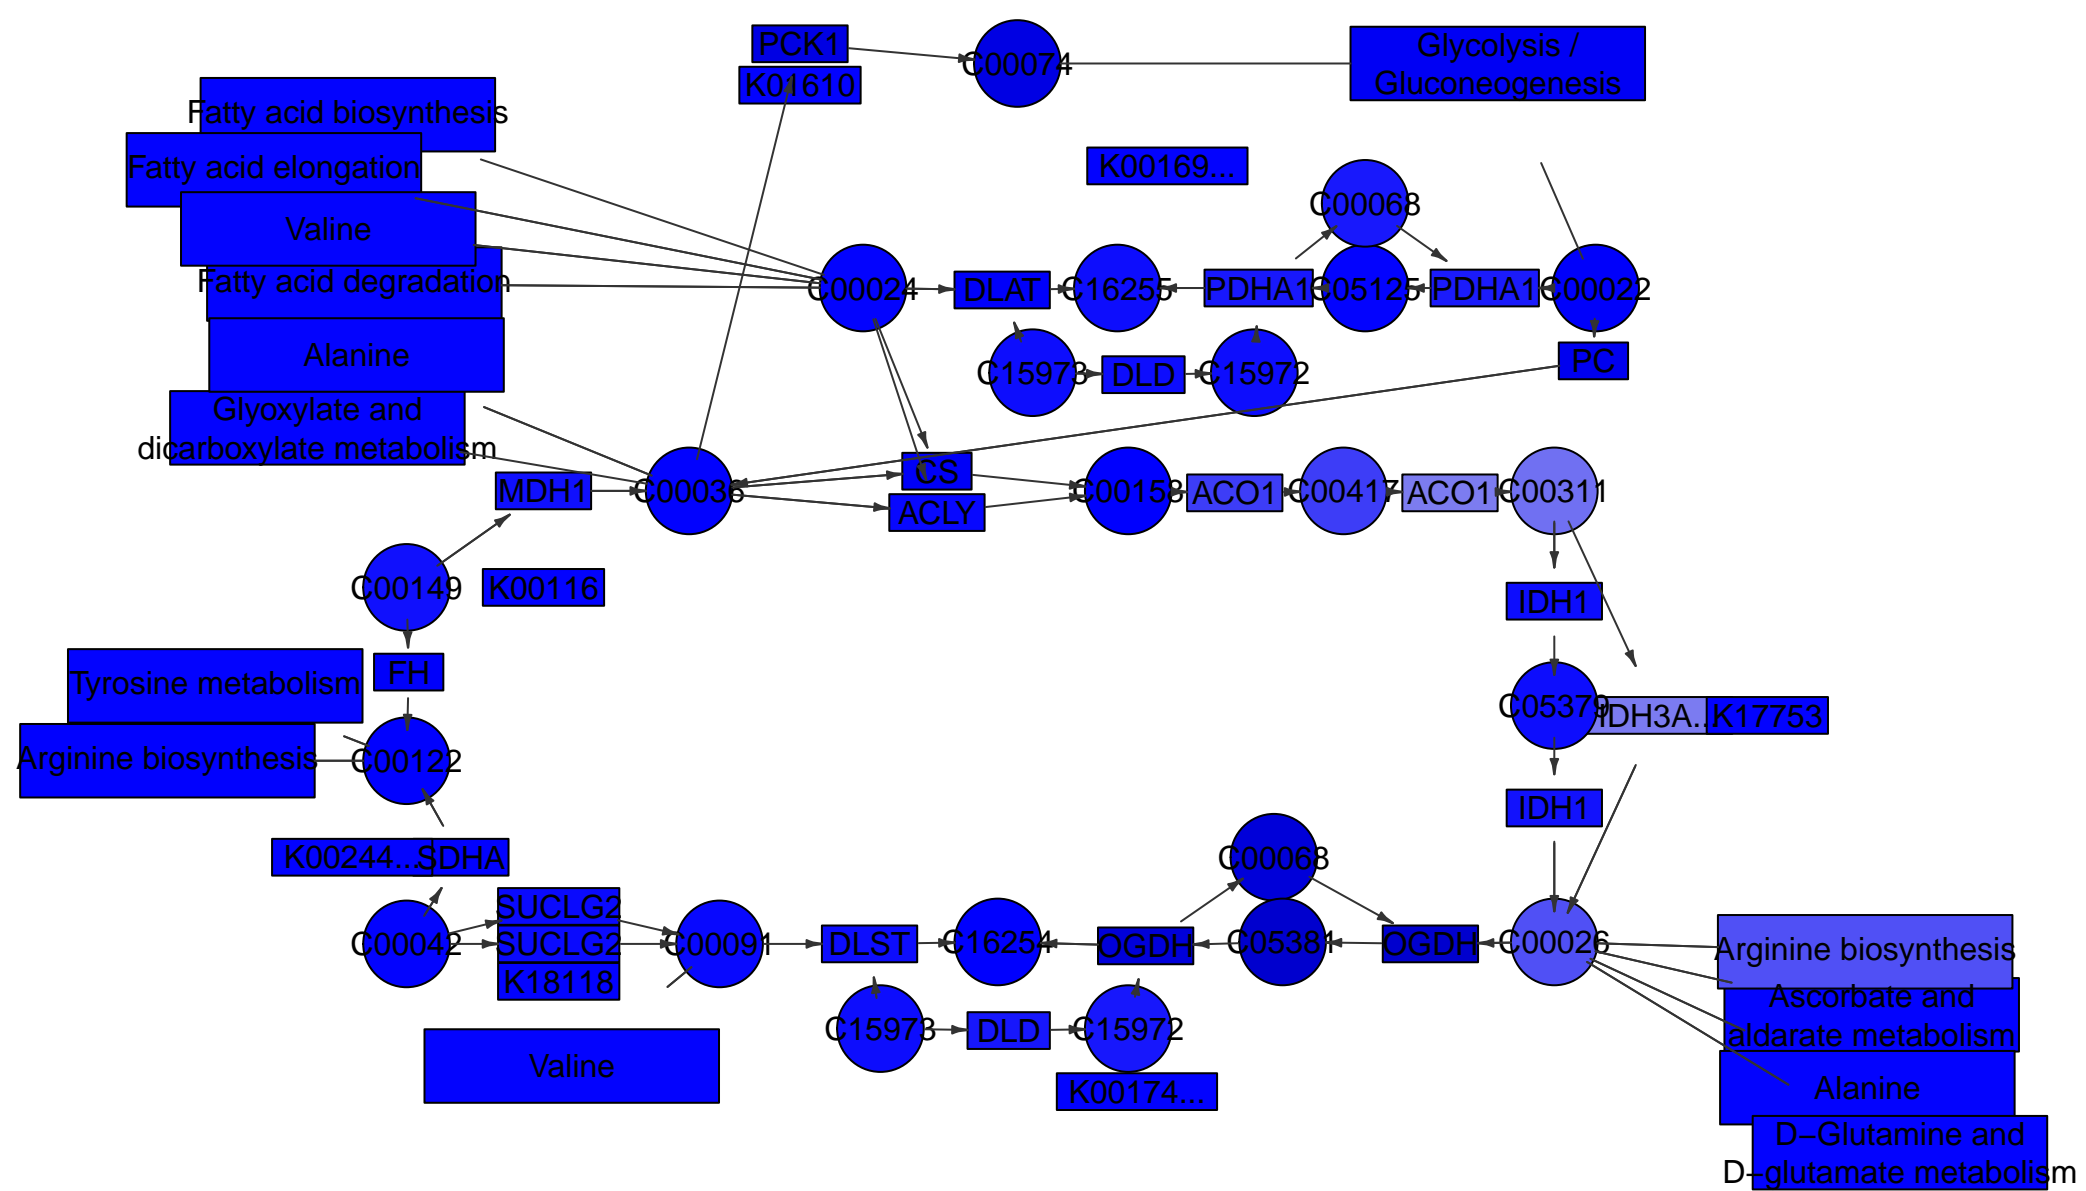 PCK1
K01610
C00074
Glycolysis /
Gluconeogenesis
Fatty acid biosynthesis
Fatty acid elongation
Valine
Fatty acid degradation
Alanine
Glyoxylate and
dicarboxylate metabolism
K00169...
C00068
C00024
DLAT
C16255
PDHA1
C05125
PDHA1
C00022
C15973
DLD
C15972
PC
MDH1
C00036
CS
ACLY
C00158
ACO1
C00417
ACO1
C00311
C00149
K00116
IDH1
FH
Tyrosine metabolism
Arginine biosynthesis
C00122
C05379
IDH3A...
K17753
IDH1
K00244...
SDHA
C00068
C00042
SUCLG2
SUCLG2
K18118
C00091
DLST
C16254
OGDH
C05381
OGDH
C00026
Arginine biosynthesis
Ascorbate and
aldarate metabolism
Alanine
D−Glutamine and
D−glutamate metabolism
Valine
C15973
DLD
C15972
K00174...